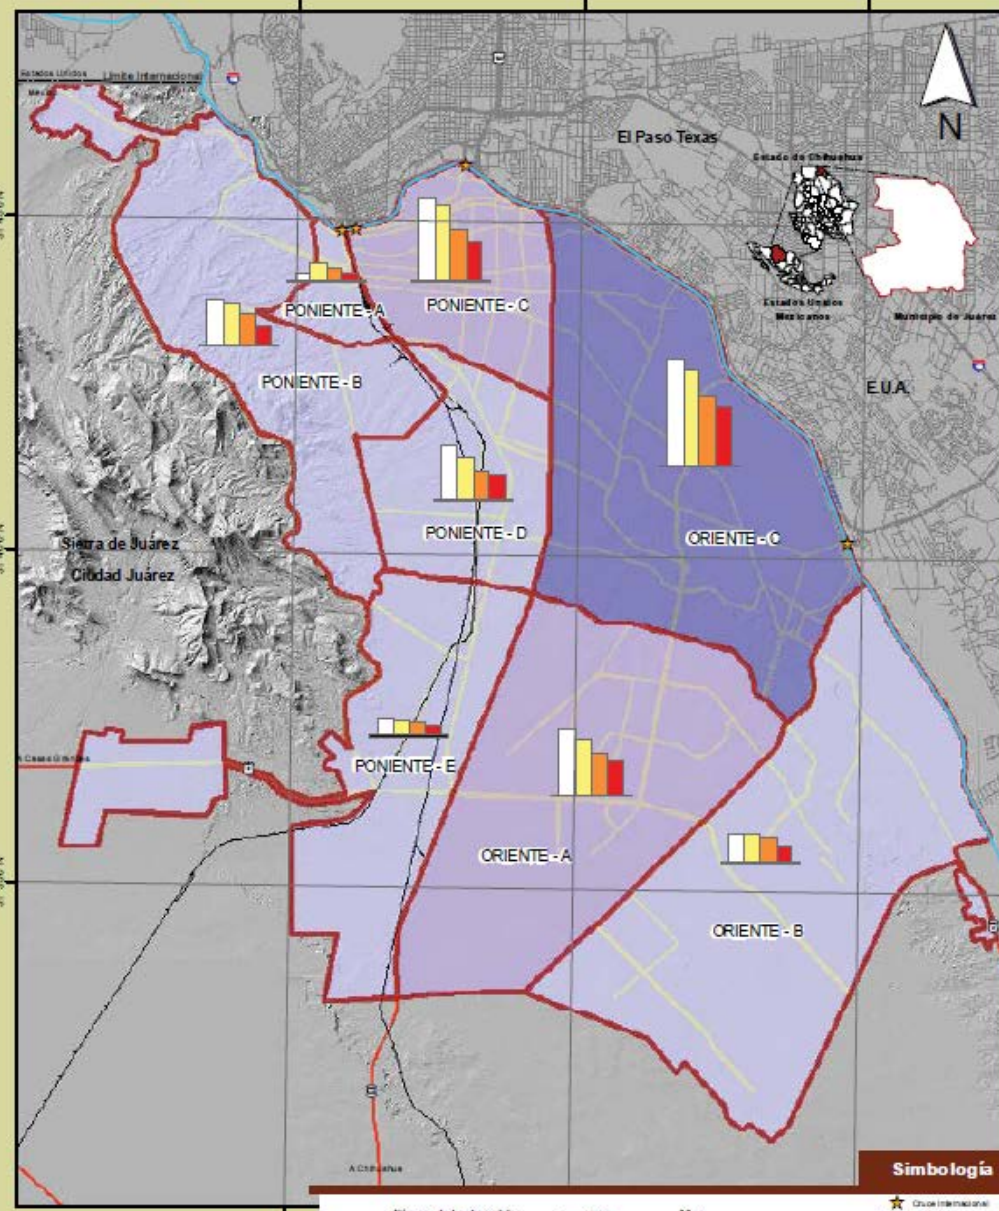 Estados Unidos
Límite Internacional
El Paso Texas
N
Estado de Chihuahua
Estados Unidos
Mexicanos
Municipio de Juárez
E.U.A.
PONIENTE - A
PONIENTE - C
PONIENTE - B
PONIENTE - D
ORIENTE - C
Sierra de Juárez
Ciudad Juárez
A Casas Grandes
PONIENTE - E
ORIENTE - A
ORIENTE - B
A Chihuahua
Simbología
Cruce Internacional